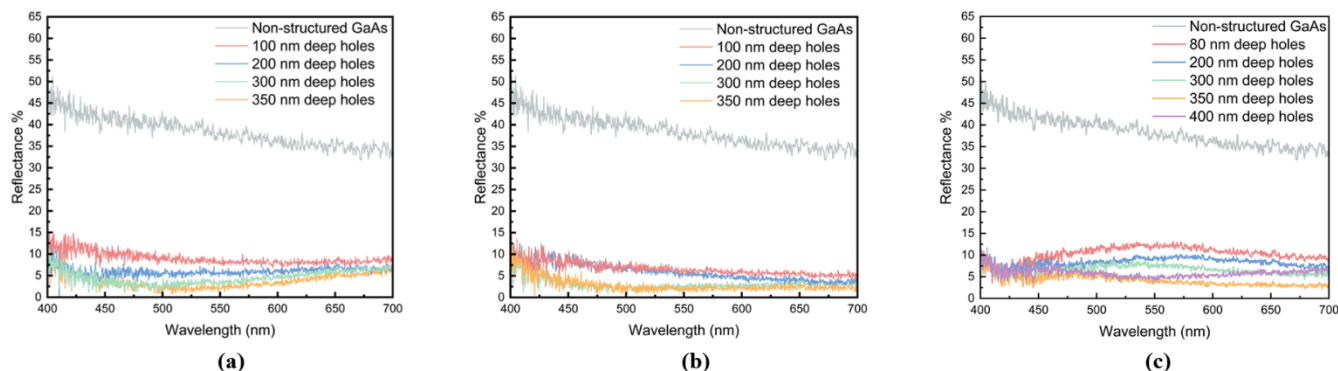 65
60
55
50
45
40
35
30
25
20
15
10
5
0
Reflectance %
Non-structured GaAs
100 nm deep holes
200 nm deep holes
300 nm deep holes
350 nm deep holes
400 450 500 550 600 650 700
Wavelength (nm)
(a)
65
60
55
50
45
40
35
30
25
20
15
10
5
0
Reflectance %
Non-structured GaAs
100 nm deep holes
200 nm deep holes
300 nm deep holes
350 nm deep holes
400 450 500 550 600 650 700
Wavelength (nm)
(b)
65
60
55
50
45
40
35
30
25
20
15
10
5
0
Reflectance %
Non-structured GaAs
80 nm deep holes
200 nm deep holes
300 nm deep holes
350 nm deep holes
400 nm deep holes
400 450 500 550 600 650 700
Wavelength (nm)
(c)